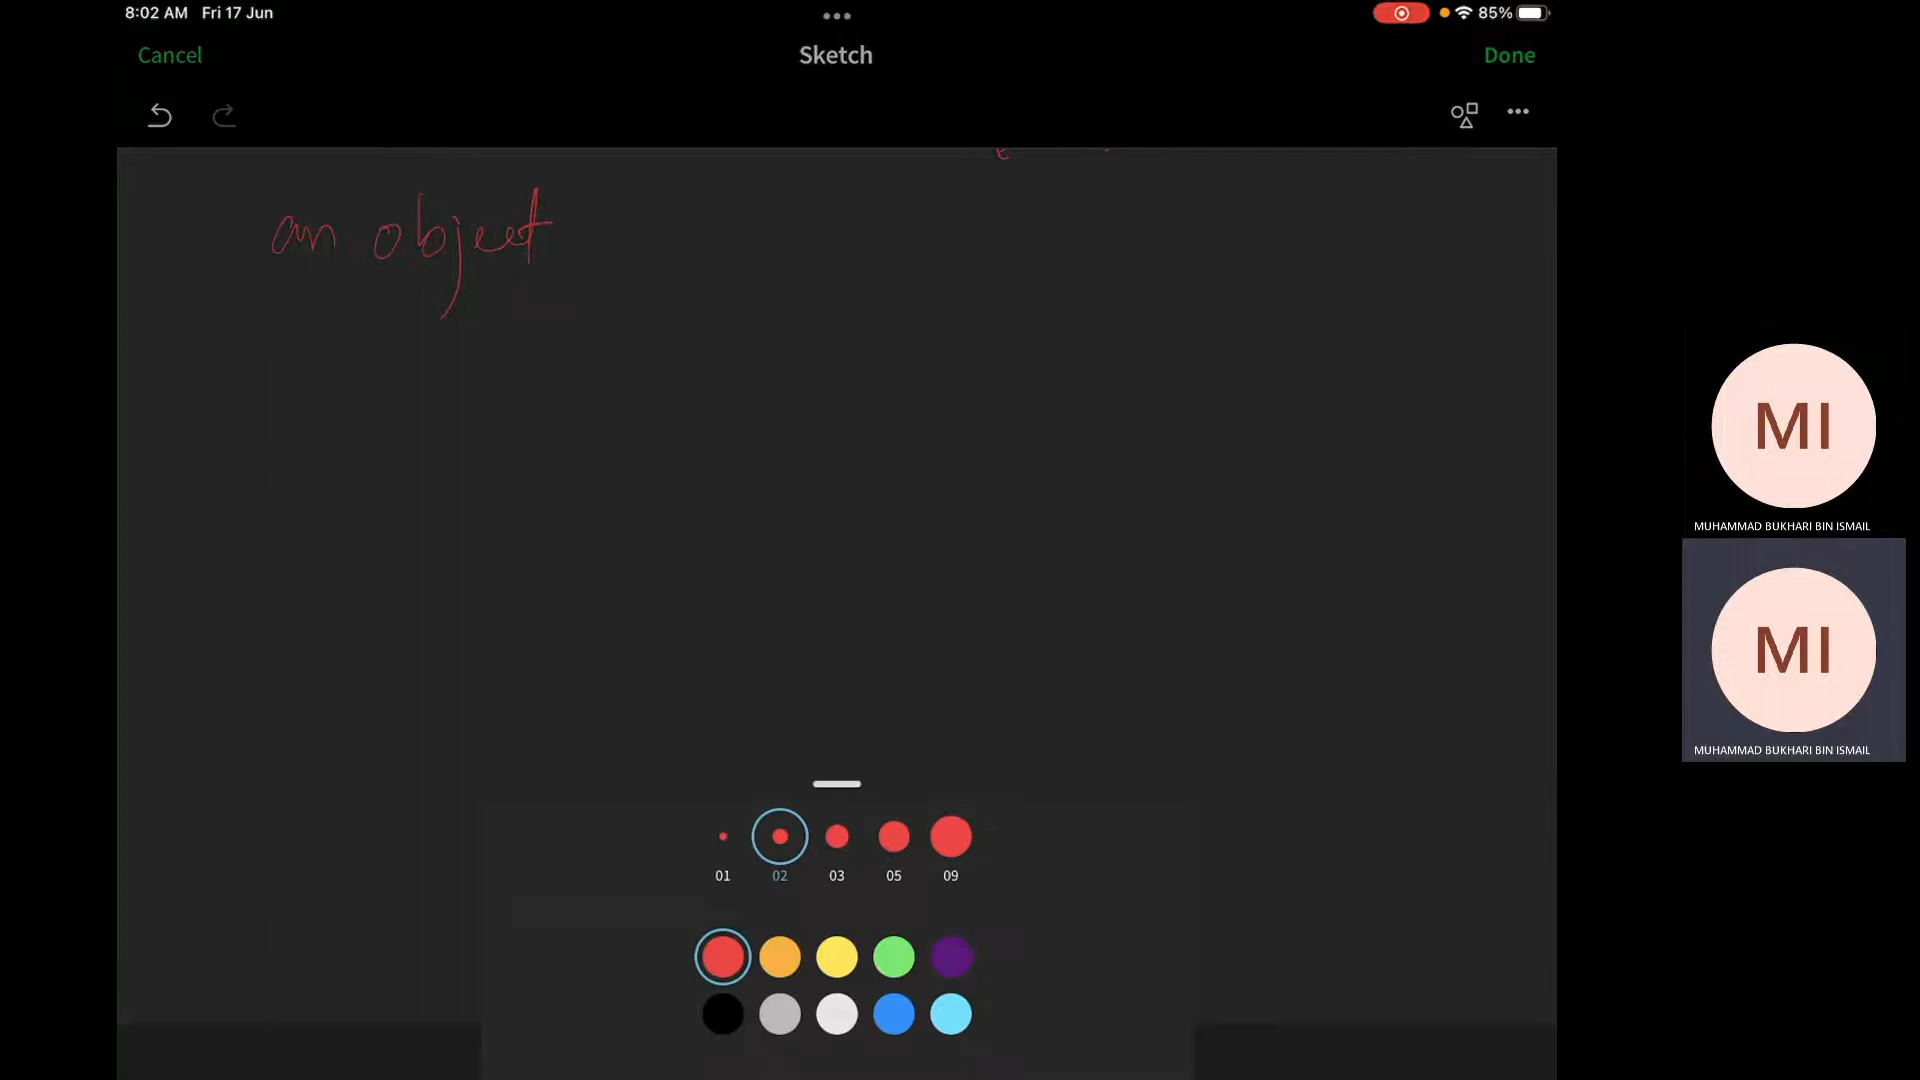 8:02 AM Fri 17 Jun
85%
Cancel
Sketch
Done
an object
01 02 03 05 09
MI
MUHAMMAD BUKHARI BIN ISMAIL
MI
MUHAMMAD BUKHARI BIN ISMAIL